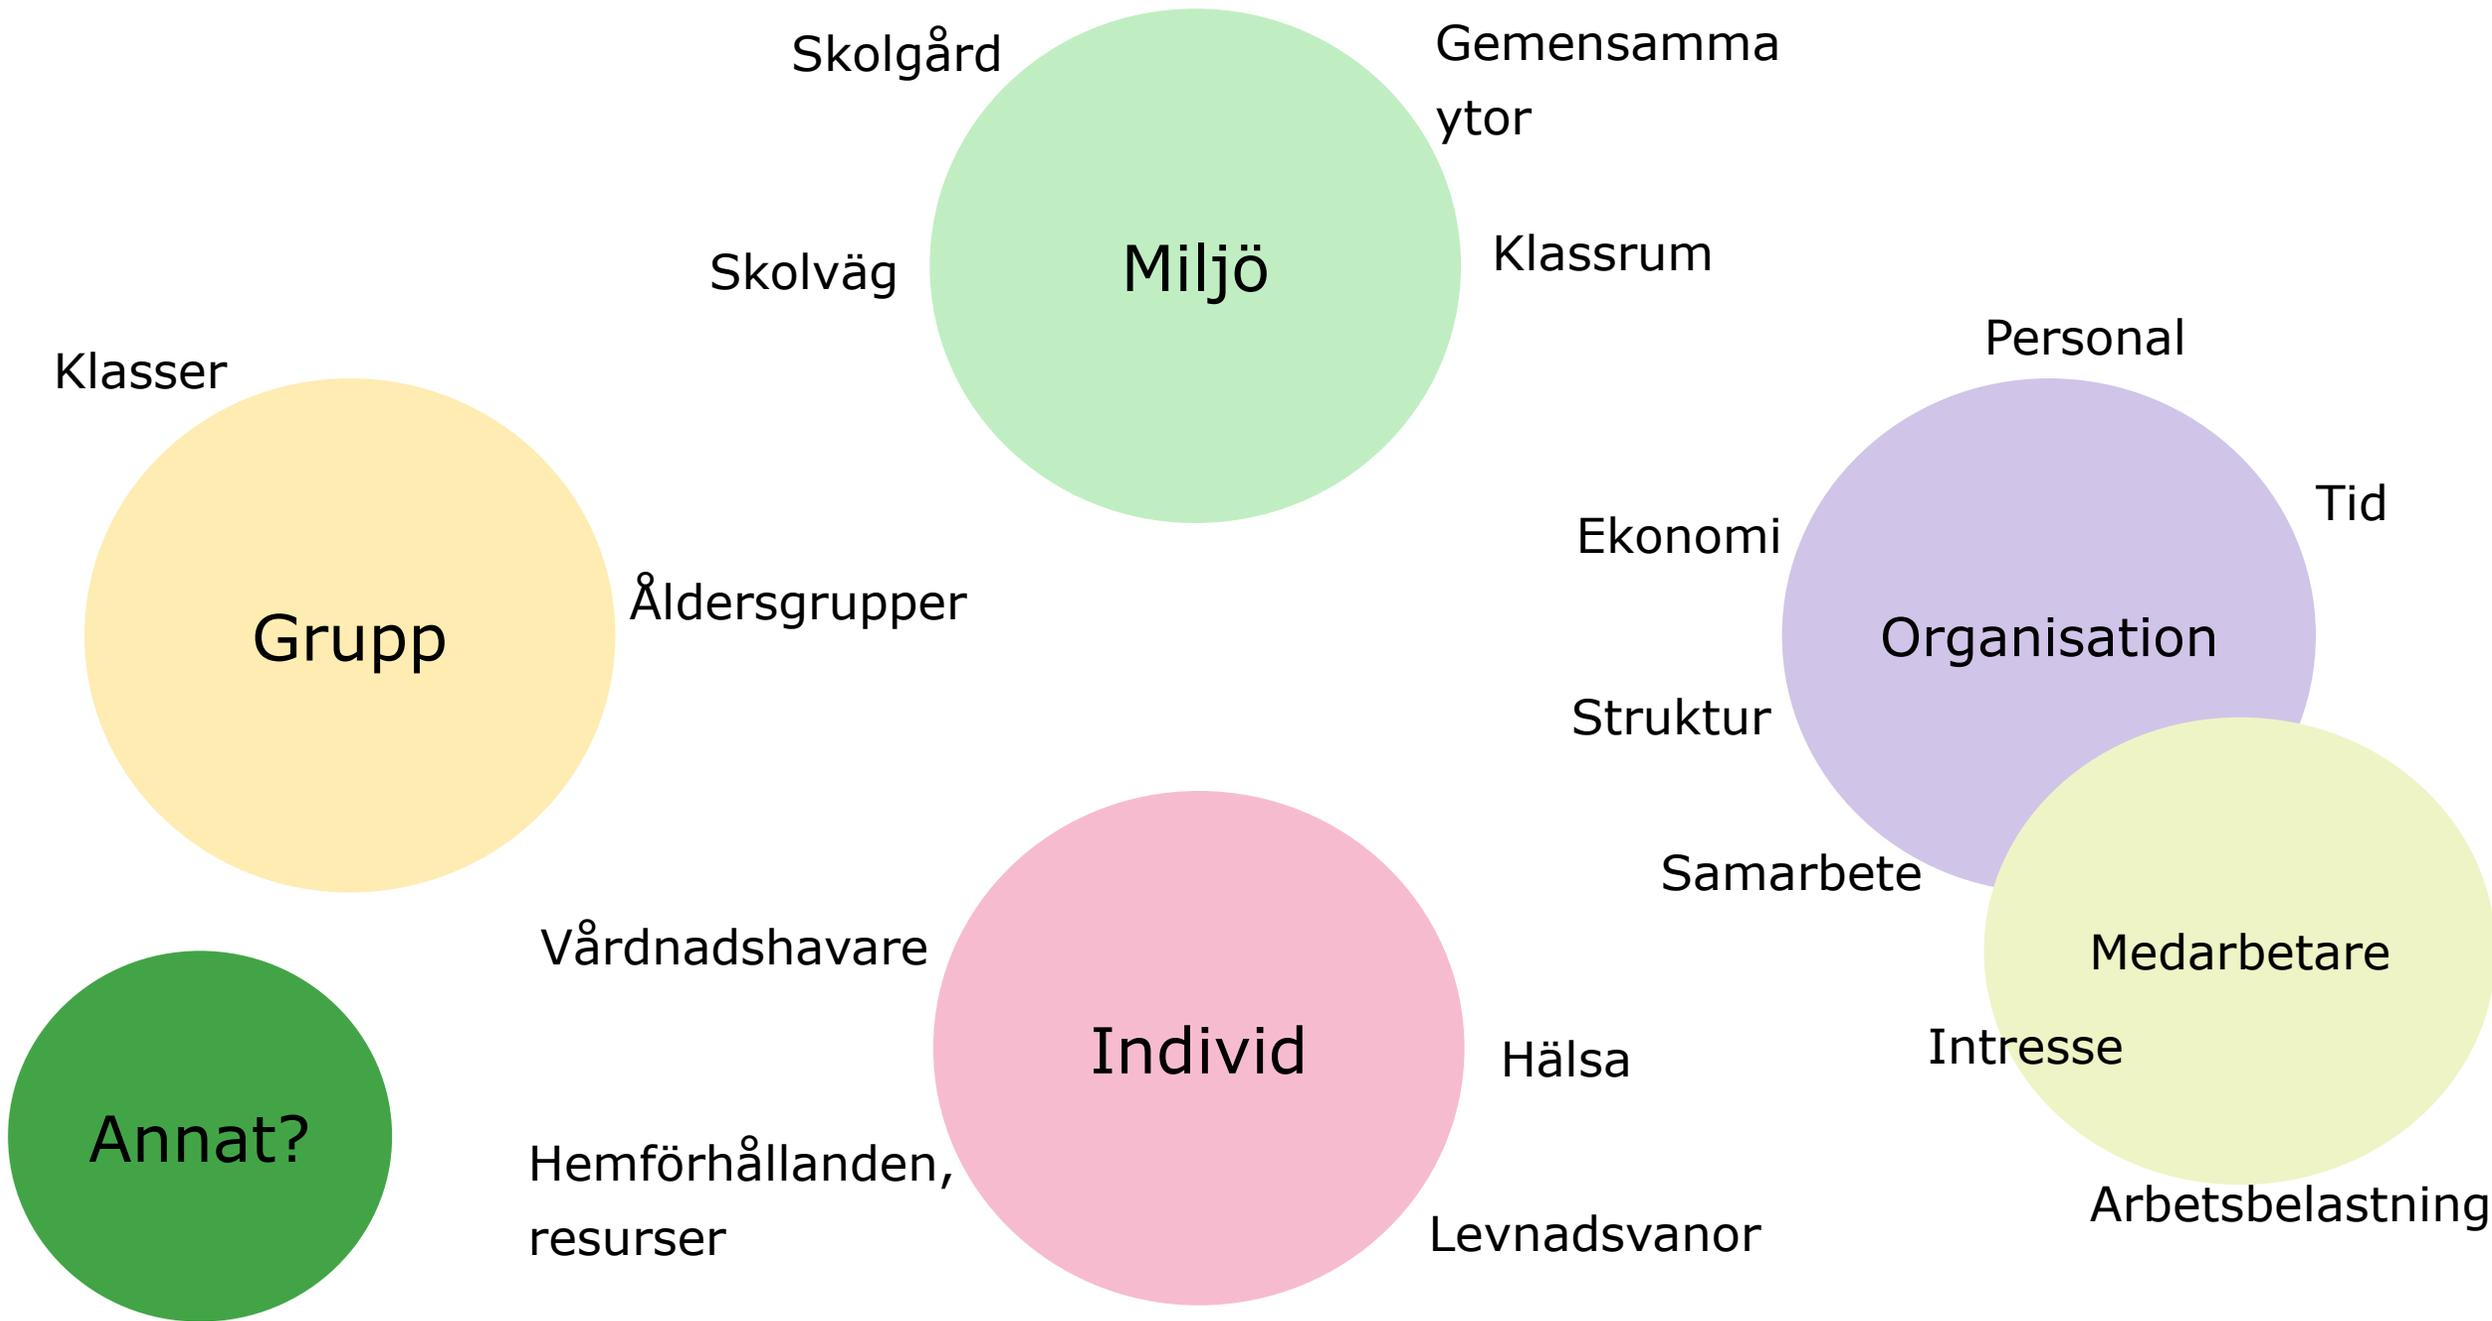 Skolgård
Gemensamma
ytor
Miljö
Skolväg
Klassrum
Klasser
Grupp
Åldersgrupper
Personal
Tid
Ekonomi
Organisation
Struktur
Samarbete
Medarbetare
Intresse
Arbetsbelastning
Vårdnadshavare
Individ
Hälsa
Hemförhållanden,
resurser
Levnadsvanor
Annat?